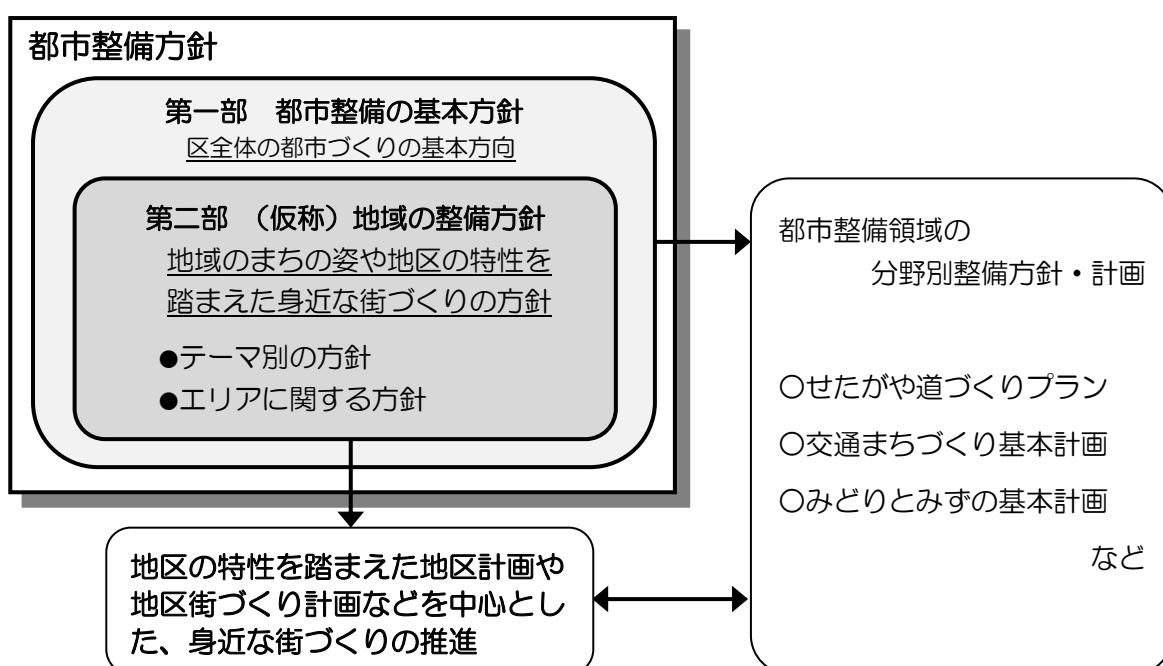 都市整備方針
第一部　都市整備の基本方針
区全体の都市づくりの基本方向
第二部　（仮称）地域の整備方針
地域のまちの姿や地区の特性を
踏まえた身近な街づくりの方針
●テーマ別の方針
●エリアに関する方針
地区の特性を踏まえた地区計画や
地区街づくり計画などを中心とし
た、身近な街づくりの推進
都市整備領域の
分野別整備方針・計画
〇せたがや道づくりプラン
〇交通まちづくり基本計画
〇みどりとみずの基本計画
など